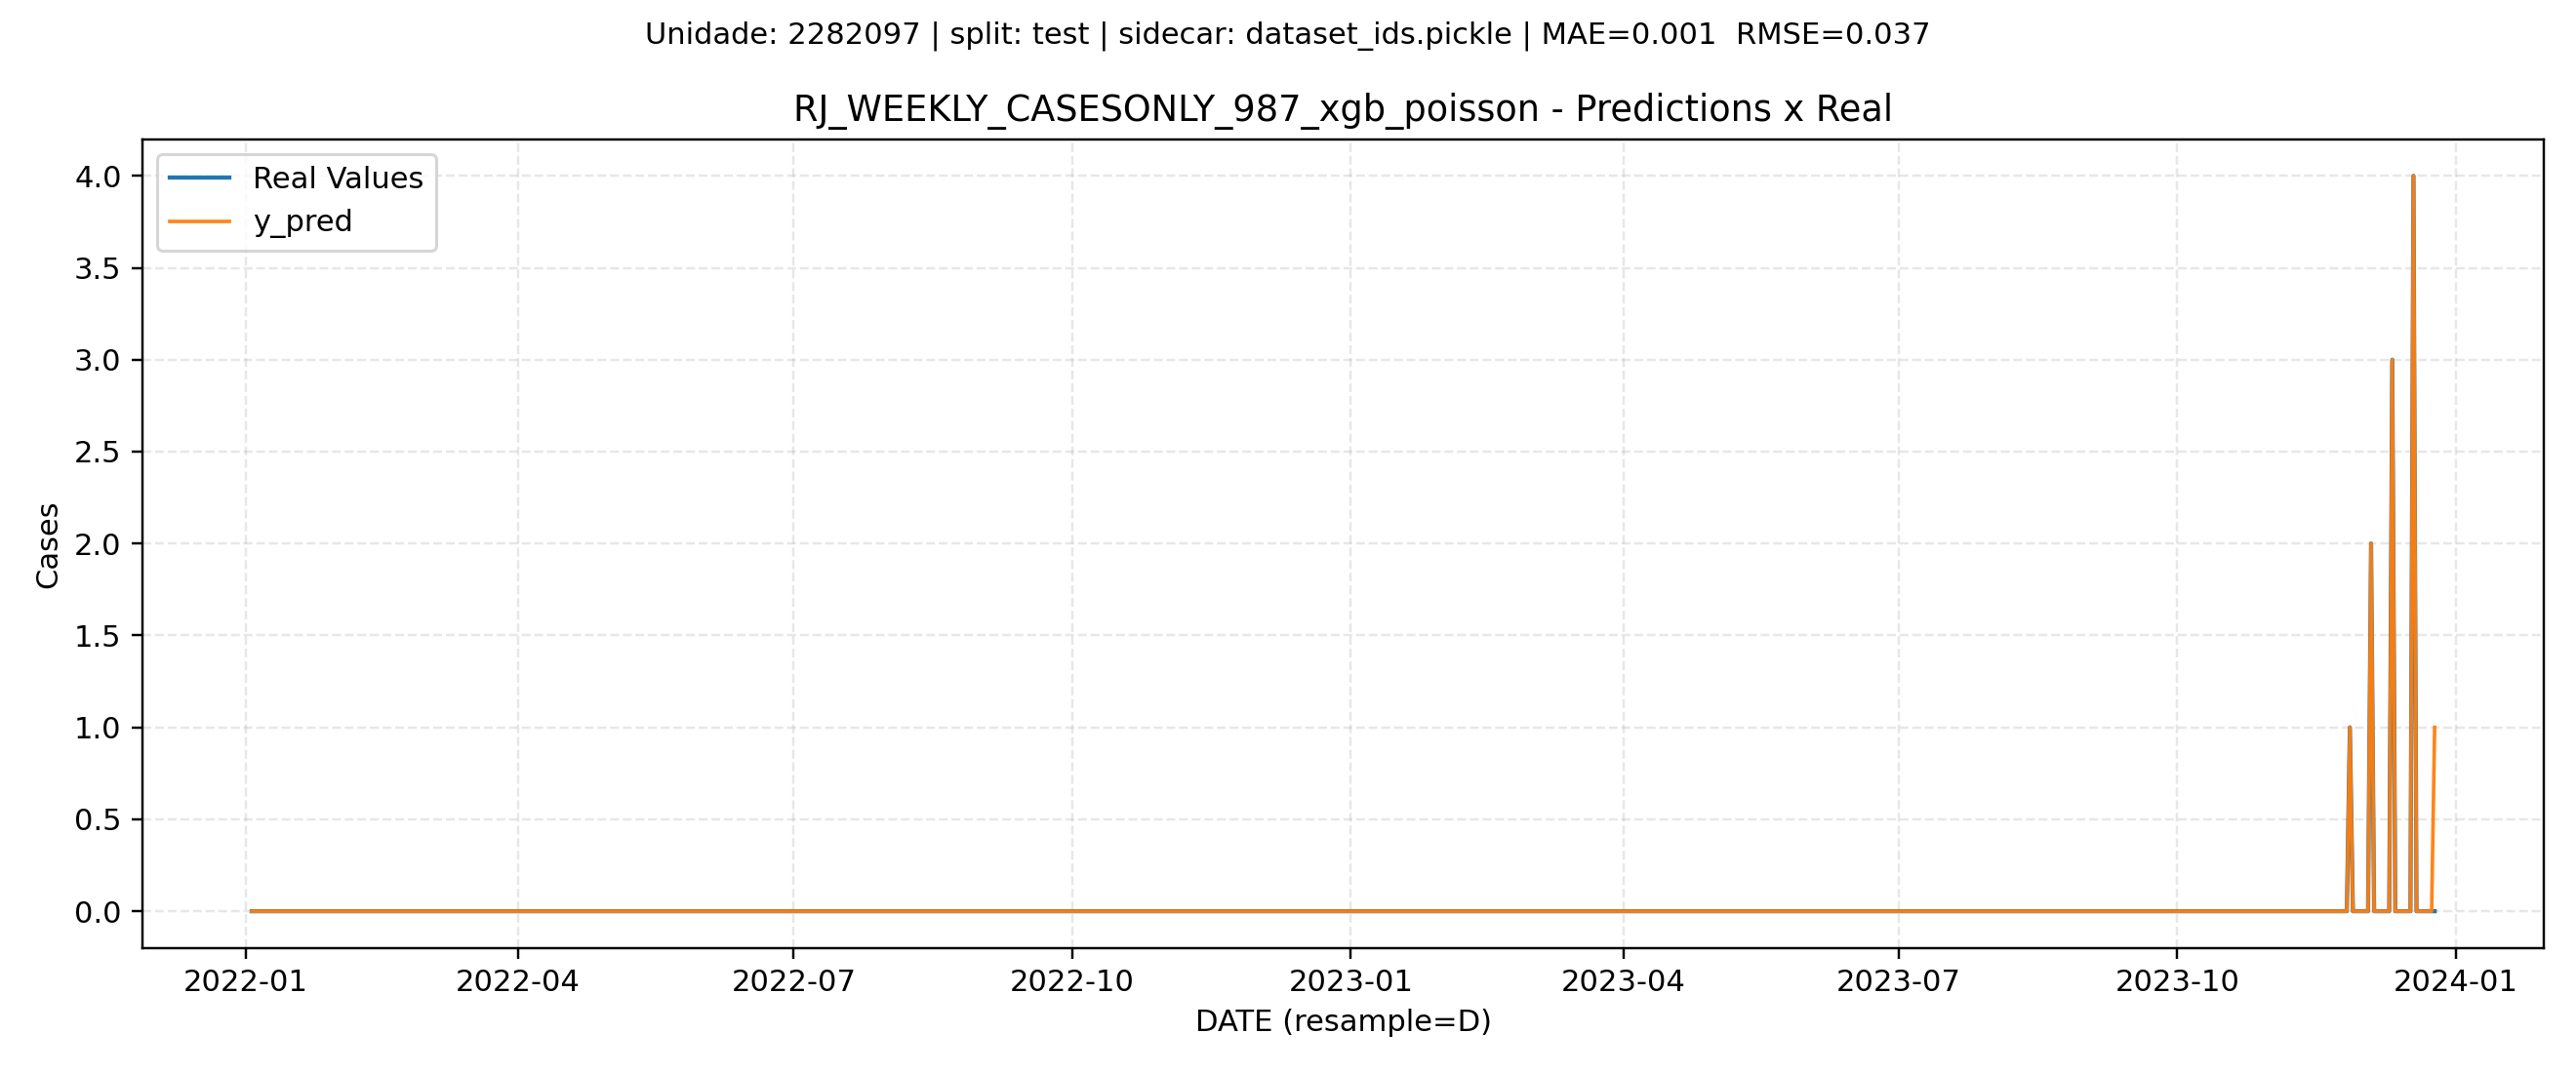 Unidade: 2282097 | split: test | sidecar: dataset_ids.pickle | MAE=0.001  RMSE=0.037
RJ_WEEKLY_CASESONLY_987_xgb_poisson - Predictions x Real
Real Values
y_pred
4.0
3.5
3.0
2.5
2.0
1.5
1.0
0.5
0.0
Cases
2022-01 2022-04 2022-07 2022-10 2023-01 2023-04 2023-07 2023-10 2024-01
DATE (resample=D)